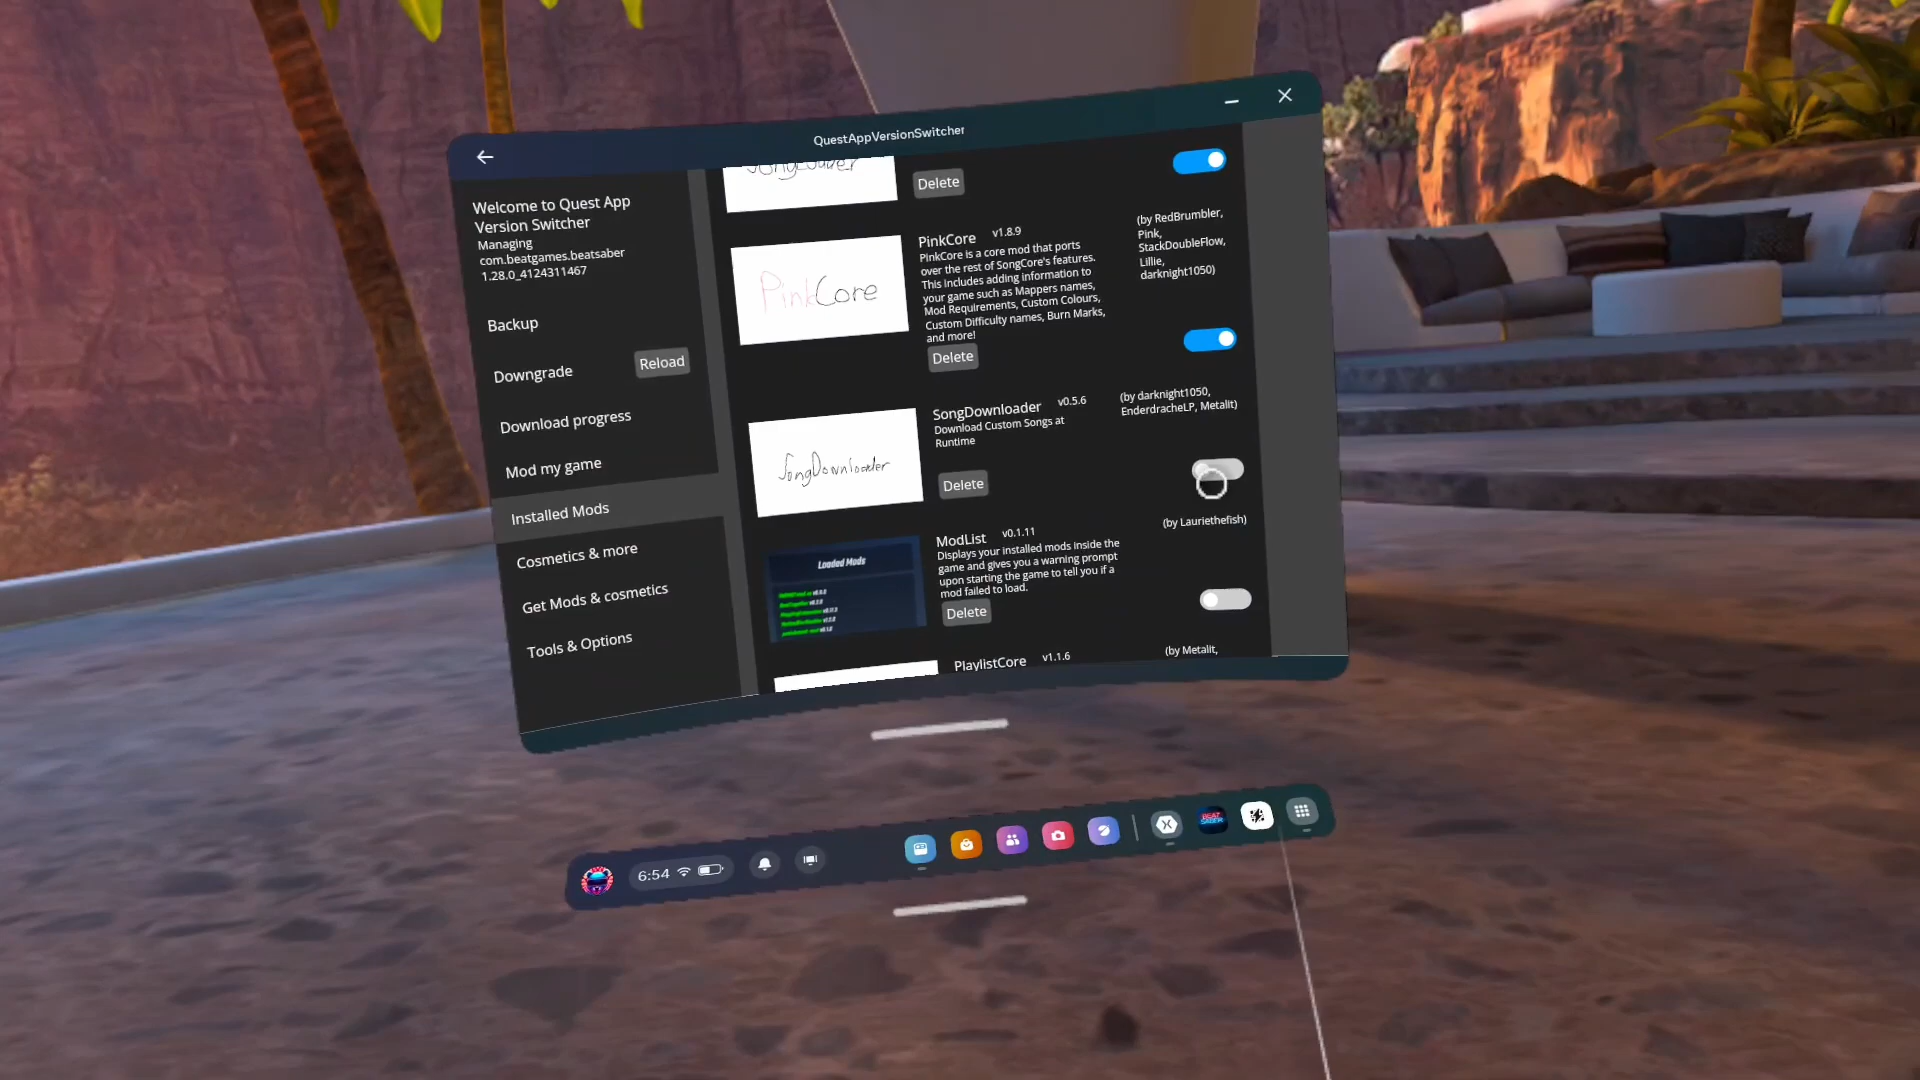 QuestAppVersionSwitcher
Welcome to Quest App
Version Switcher
Managing
com.beatgames.beatsaber
1.28.0_4124311467
Backup
Downgrade
Reload
Download progress
Mod my game
Installed Mods
Cosmetics & more
Get Mods & cosmetics
Tools & Options
Delete
PinkCore
PinkCore v1.8.9
PinkCore is a core mod that ports
over the rest of SongCore's features.
This includes adding information to
your game such as Mappers names,
Mod Requirements, Custom Colours,
Custom Difficulty names, Burn Marks,
and more!
(by RedBrumbler,
Pink,
StackDoubleFlow,
Lillie,
darknight1050)
Delete
SongDownloader
SongDownloader v0.5.6
Download Custom Songs at
Runtime
(by darknight1050,
EnderdracheLP, Metalit)
Delete
Loaded Mods
ModList v0.1.11
Displays your installed mods inside the
game and gives you a warning prompt
upon starting the game to tell you if a
mod failed to load.
(by Lauriethefish)
Delete
PlaylistCore v1.1.6
(by Metalit,
6:54
BEAT
SABER